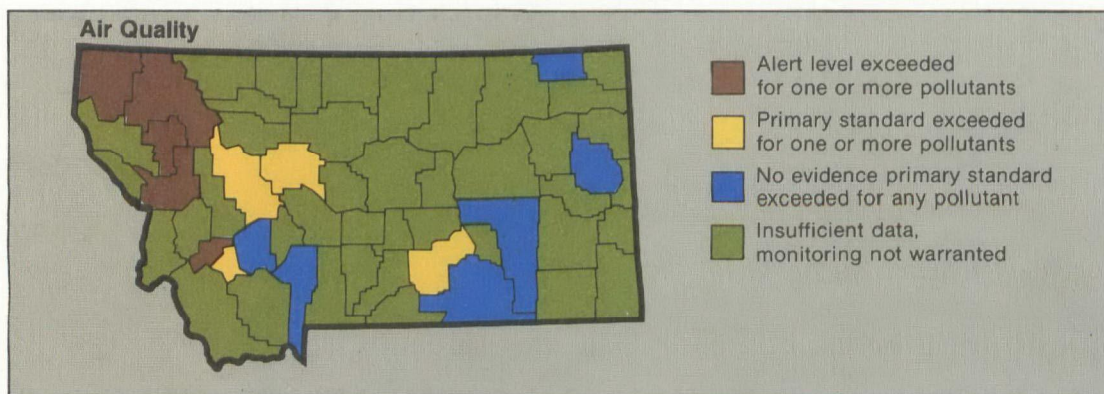 Air Quality
Alert level exceeded
for one or more pollutants
Primary standard exceeded
for one or more pollutants
No evidence primary standard
exceeded for any pollutant
Insufficient data,
monitoring not warranted